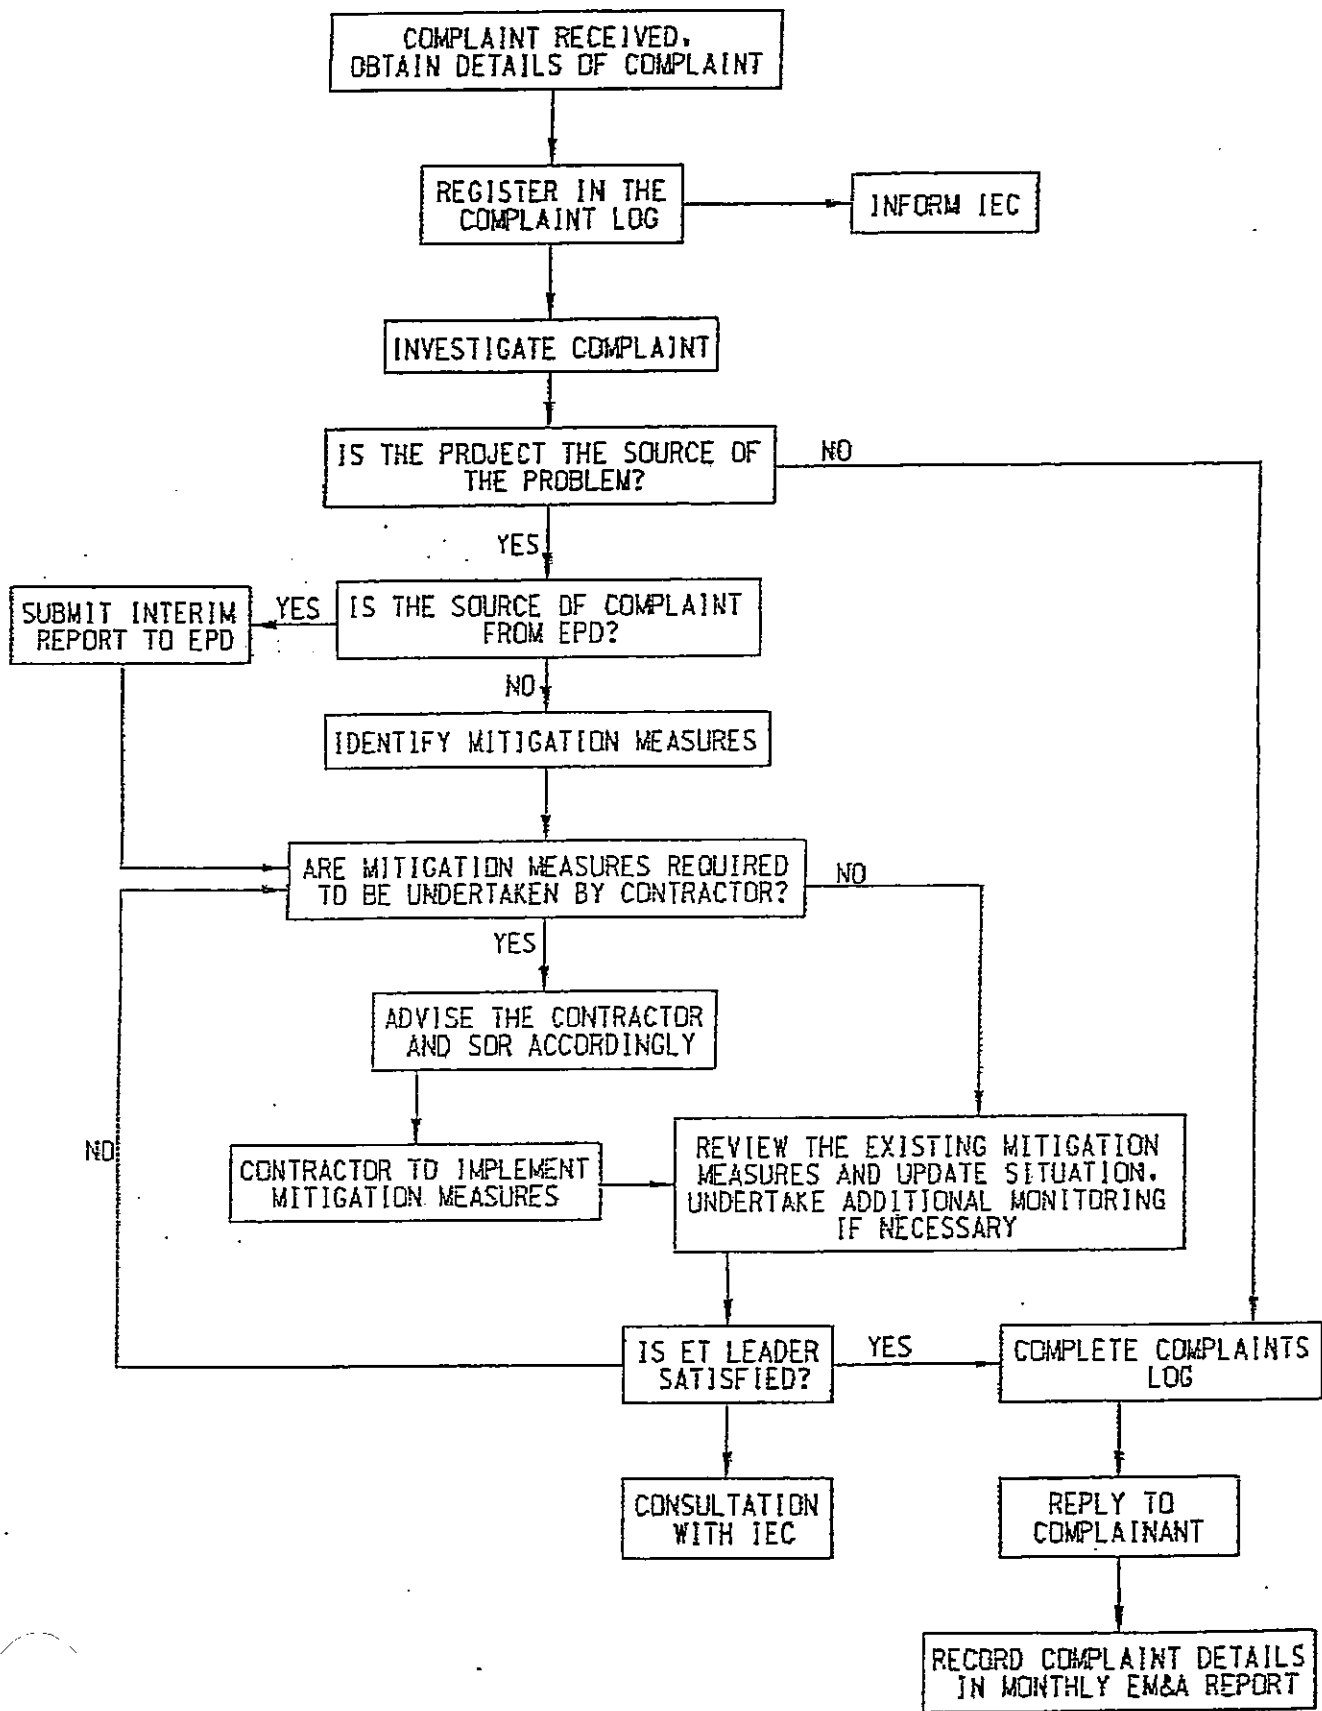 COMPLAINT RECEIVED,
OBTAIN DETAILS OF COMPLAINT
REGISTER IN THE
COMPLAINT LOG
INFORM IEC
INVESTIGATE COMPLAINT
IS THE PROJECT THE SOURCE OF
THE PROBLEM?
NO
YES
SUBMIT INTERIM
REPORT TO EPD
YES
IS THE SOURCE OF COMPLAINT
FROM EPD?
NO
IDENTIFY MITIGATION MEASURES
ARE MITIGATION MEASURES REQUIRED
TO BE UNDERTAKEN BY CONTRACTOR?
NO
YES
ADVISE THE CONTRACTOR
AND SOR ACCORDINGLY
NO
CONTRACTOR TO IMPLEMENT
MITIGATION MEASURES
REVIEW THE EXISTING MITIGATION
MEASURES AND UPDATE SITUATION.
UNDERTAKE ADDITIONAL MONITORING
IF NECESSARY
IS ET LEADER
SATISFIED?
YES
COMPLETE COMPLAINTS
LOG
CONSULTATION
WITH IEC
REPLY TO
COMPLAINANT
RECORD COMPLAINT DETAILS
IN MONTHLY EM&A REPORT